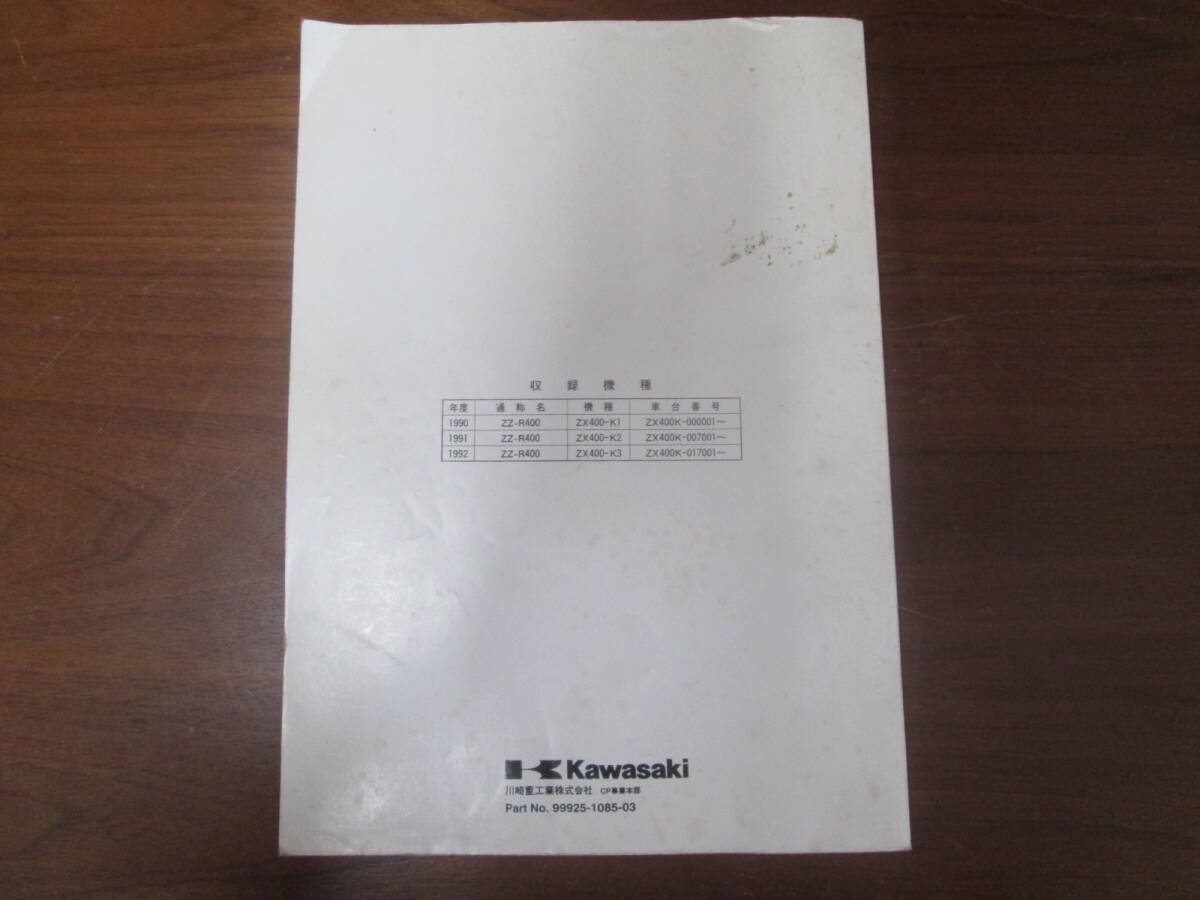 収録機種
年度 通称名 機種 車台番号
1990 ZZ-R400 ZX400-K1 ZX400K-000001～
1991 ZZ-R400 ZX400-K2 ZX400K-007001～
1992 ZZ-R400 ZX400-K3 ZX400K-017001～
Kawasaki
川崎重工業株式会社 CP事業本部
Part No. 99925-1085-03